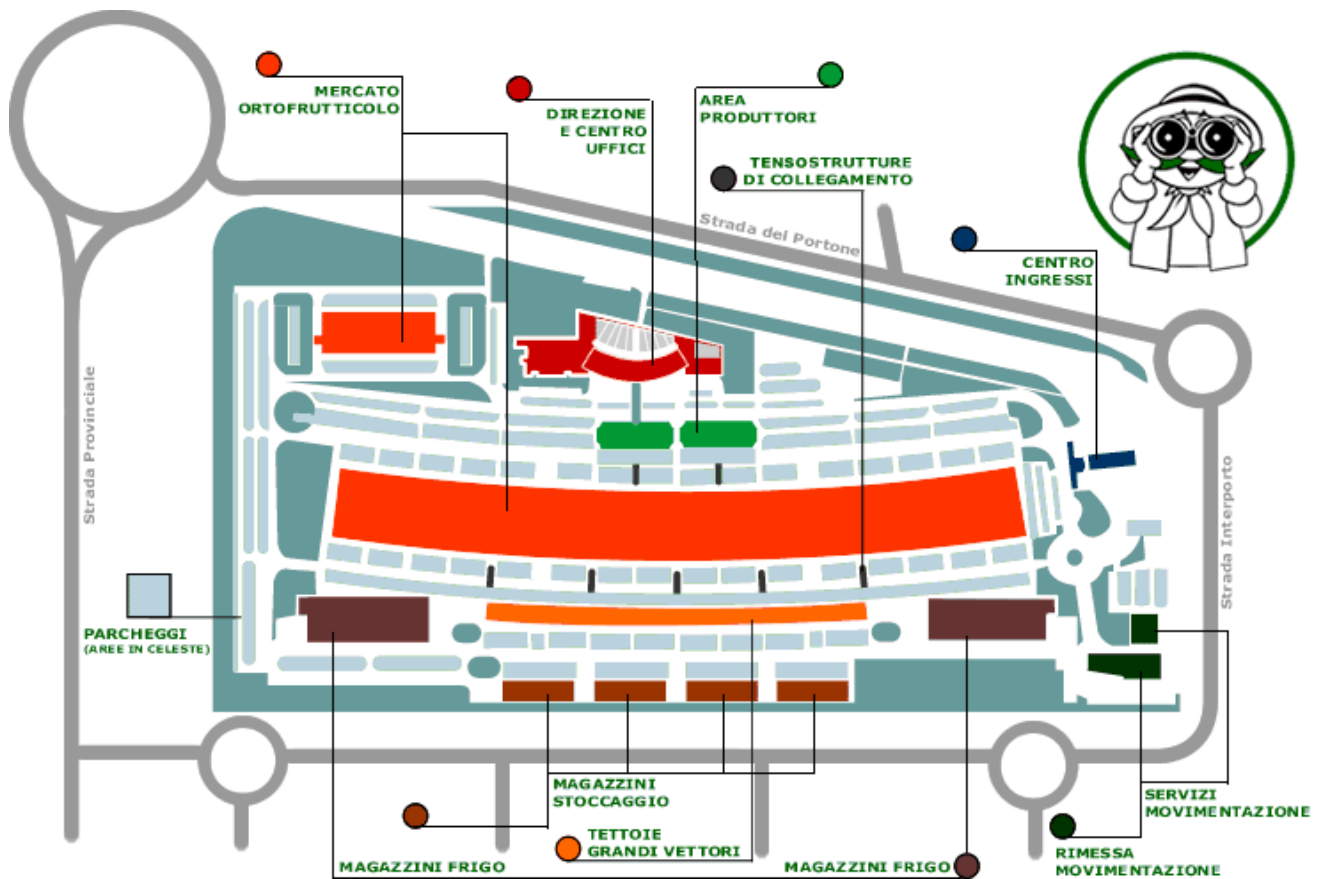 MERCATO
ORTOFRUTTICOLO
DIREZIONE
E CENTRO
UFFICI
AREA
PRODUTTORI
TENSOSTRUTTURE
DI COLLEGAMENTO
Strada del Portone
CENTRO
INGRESSI
Strada Provinciale
Strada Interporto
PARCHEGGI
(AREE IN CELESTE)
MAGAZZINI
STOCCAGGIO
SERVIZI
MOVIMENTAZIONE
TETTOIE
GRANDI VETTORI
MAGAZZINI FRIGO
MAGAZZINI FRIGO
RIMESSA
MOVIMENTAZIONE